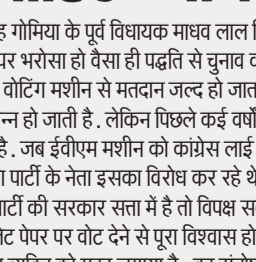 गोमिया के पूर्व विधायक माधव लाल
पर भरोसा हो वैसा ही पद्धति से चुनाव
वोटिंग मशीन से मतदान जल्द हो जात
न्न हो जाती है . लेकिन पिछले कई वर्षों
है . जब ईवीएम मशीन को कांग्रेस लाई
पार्टी के नेता इसका विरोध कर रहे थे
पार्टी की सरकार सत्ता में है तो विपक्ष स
पेपर पर वोट देने से पूरा विश्वास हो